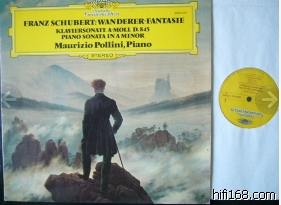 FRANZ SCHUBERT: WANDERER-FANTASIE
KLAVIERSONATE A-MOLL D.845
PIANO SONATA IN A MINOR
Maurizio Pollini, Piano
STEREO
hifi168.com